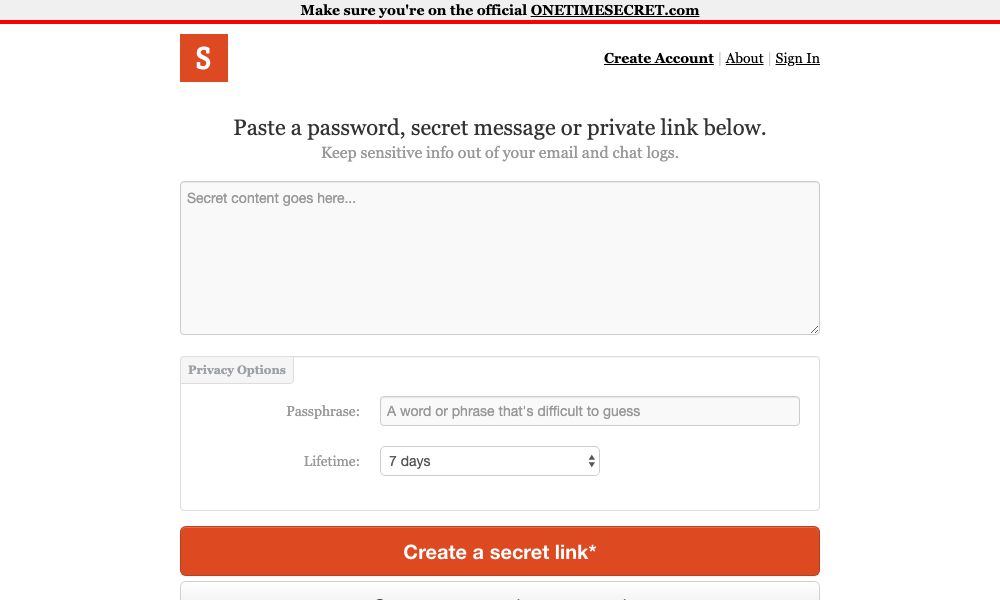 Make sure you're on the official ONETIMESECRET.com
S
Create Account | About | Sign In
Paste a password, secret message or private link below.
Keep sensitive info out of your email and chat logs.
Secret content goes here...
Privacy Options
Passphrase: A word or phrase that's difficult to guess
Lifetime: 7 days
Create a secret link*